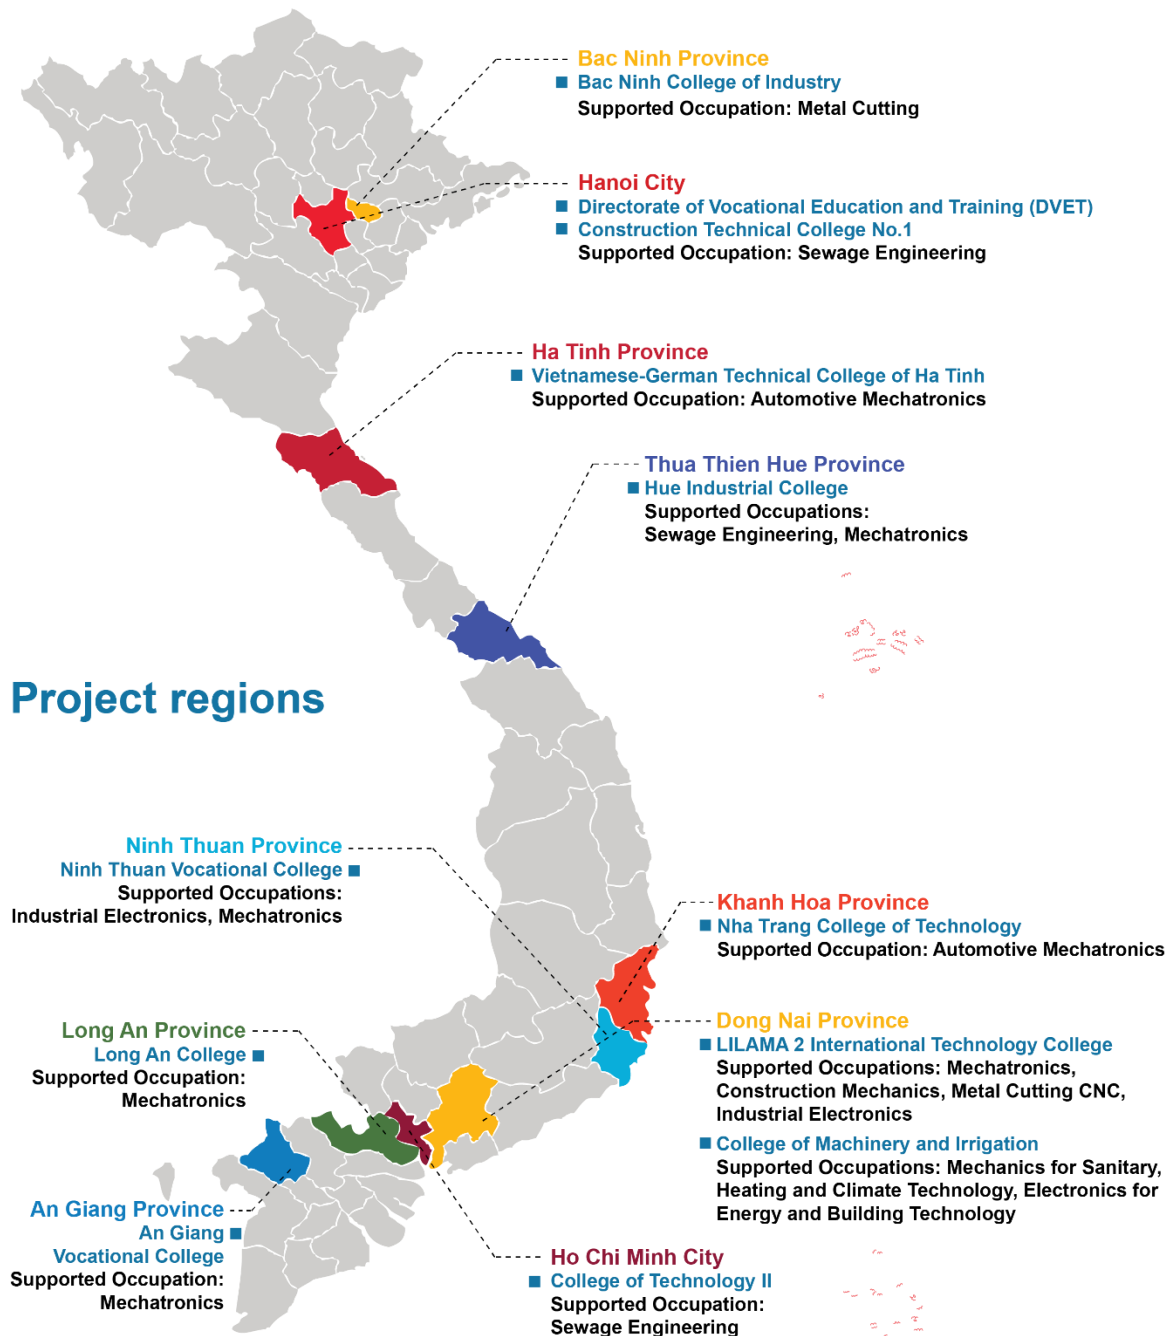 Bac Ninh Province
Bac Ninh College of Industry
Supported Occupation: Metal Cutting
Hanoi City
Directorate of Vocational Education and Training (DVET)
Construction Technical College No.1
Supported Occupation: Sewage Engineering
Ha Tinh Province
Vietnamese-German Technical College of Ha Tinh
Supported Occupation: Automotive Mechatronics
Thua Thien Hue Province
Hue Industrial College
Supported Occupations:
Sewage Engineering, Mechatronics
Project regions
Ninh Thuan Province
Ninh Thuan Vocational College
Supported Occupations:
Industrial Electronics, Mechatronics
Khanh Hoa Province
Nha Trang College of Technology
Supported Occupation: Automotive Mechatronics
Long An Province
Long An College
Supported Occupation:
Mechatronics
Dong Nai Province
LILAMA 2 International Technology College
Supported Occupations: Mechatronics,
Construction Mechanics, Metal Cutting CNC,
Industrial Electronics
College of Machinery and Irrigation
Supported Occupations: Mechanics for Sanitary,
Heating and Climate Technology, Electronics for
Energy and Building Technology
An Giang Province
An Giang
Vocational College
Supported Occupation:
Mechatronics
Ho Chi Minh City
College of Technology II
Supported Occupation:
Sewage Engineering